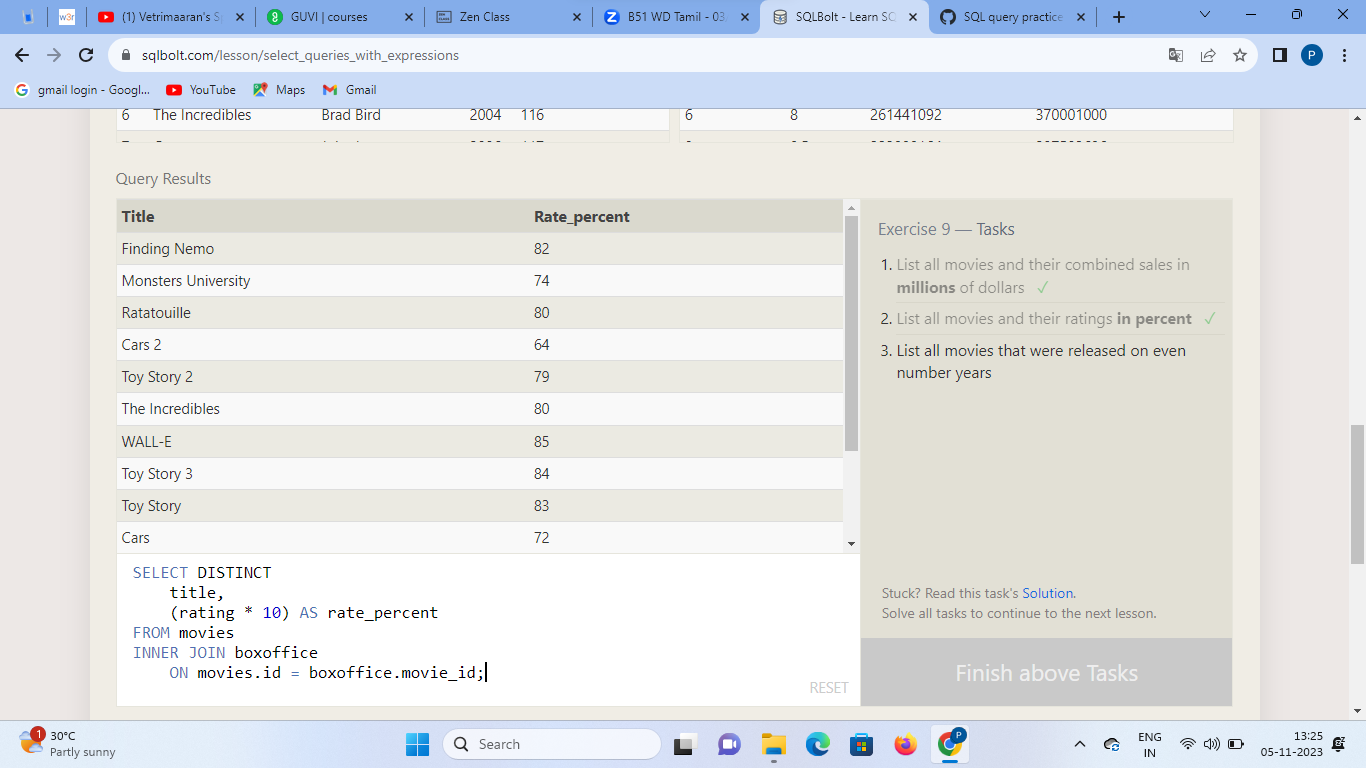 (1) Vetrimaaran's S
GUVI | courses
Zen Class
B51 WD Tamil - 03
SQLBolt - Learn SQ
SQL query practice
sqlbolt.com/lesson/select_queries_with_expressions
P
gmail login - Googl...
YouTube
Maps
Gmail
6 The Incredibles Brad Bird 2004 116
6 8 261441092 370001000
Query Results
Title Rate_percent
Finding Nemo 82
Monsters University 74
Ratatouille 80
Cars 2 64
Toy Story 2 79
The Incredibles 80
WALL-E 85
Toy Story 3 84
Toy Story 83
Cars 72
Exercise 9 — Tasks
1. List all movies and their combined sales in
millions of dollars ✓
2. List all movies and their ratings in percent ✓
3. List all movies that were released on even
number years
Stuck? Read this task's Solution.
Solve all tasks to continue to the next lesson.
Finish above Tasks
SELECT DISTINCT
title,
(rating * 10) AS rate_percent
FROM movies
INNER JOIN boxoffice
ON movies.id = boxoffice.movie_id;
RESET
1
30°C
Partly sunny
Search
P
ENG
IN
13:25
05-11-2023